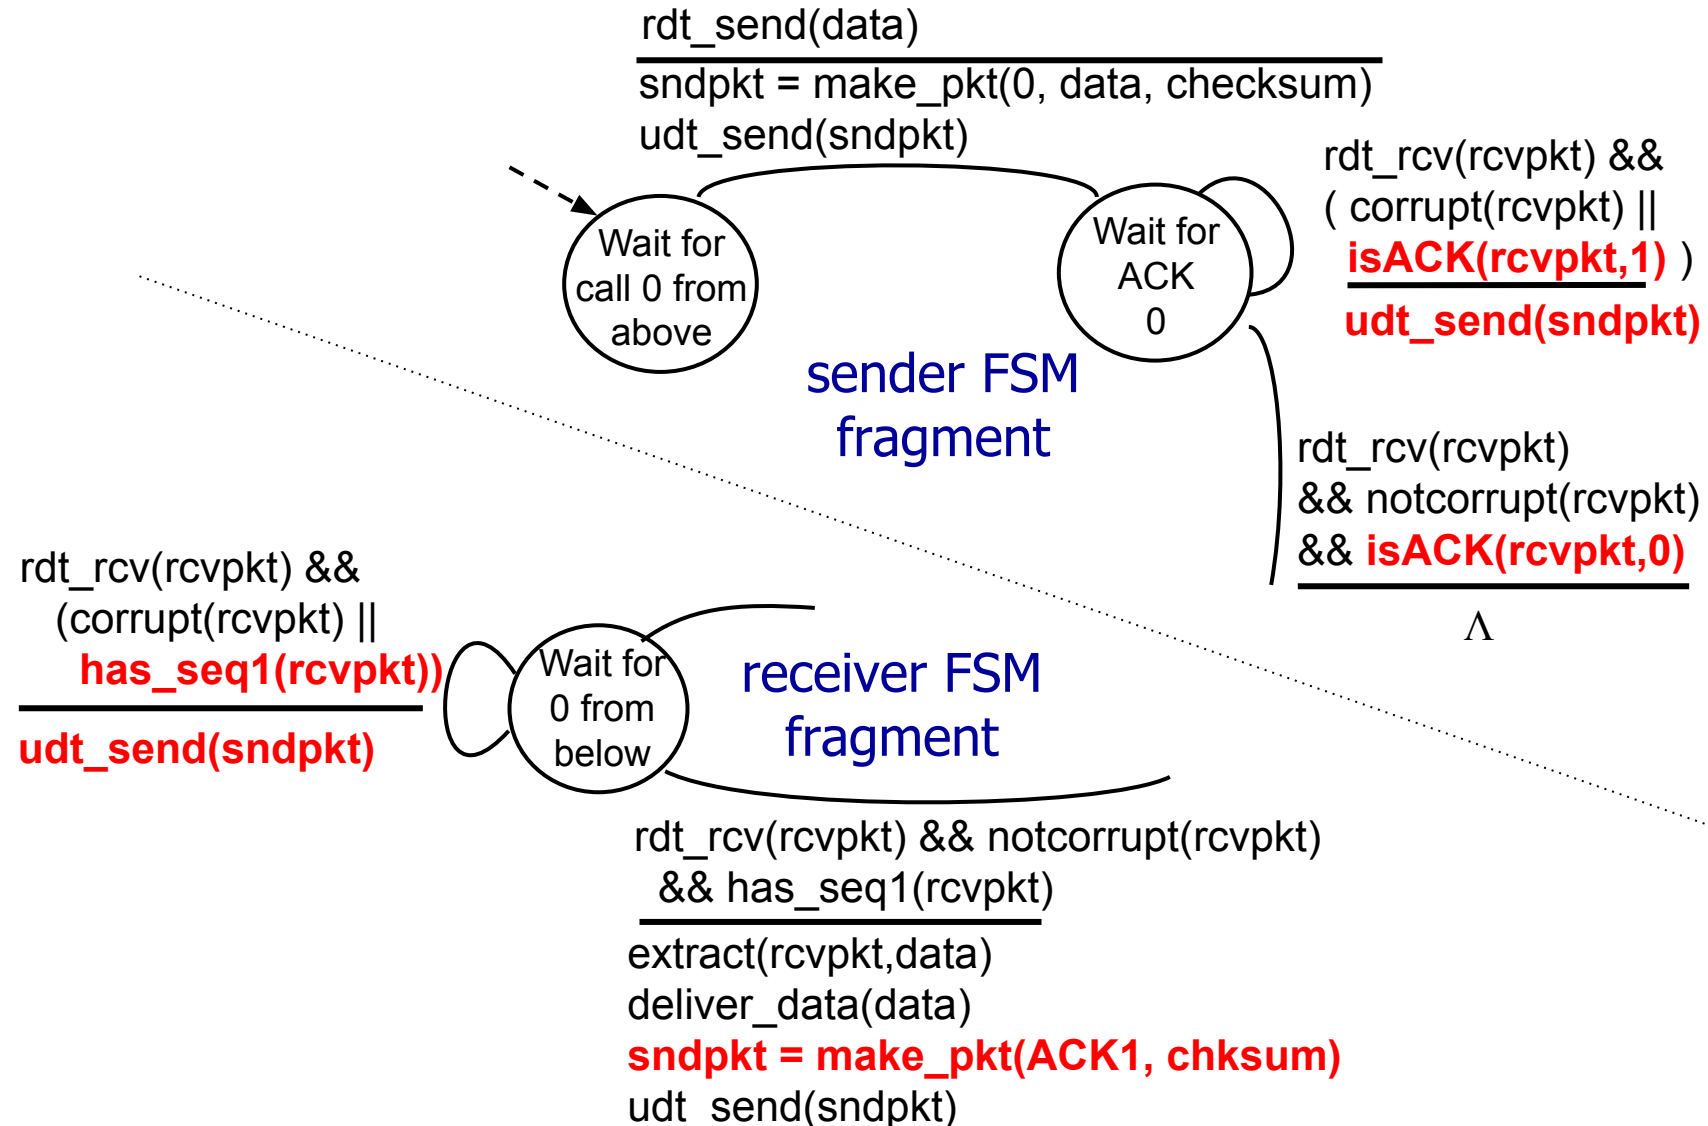 rdt_send(data)
sndpkt = make_pkt(0, data, checksum)
udt_send(sndpkt)
rdt_rcv(rcvpkt) &&
( corrupt(rcvpkt) ||
isACK(rcvpkt,1) )
udt_send(sndpkt)
Wait for
call 0 from
above
Wait for
ACK
0
sender FSM
fragment
rdt_rcv(rcvpkt)
&& notcorrupt(rcvpkt)
&& isACK(rcvpkt,0)
Λ
rdt_rcv(rcvpkt) &&
(corrupt(rcvpkt) ||
has_seq1(rcvpkt))
udt_send(sndpkt)
Wait for
0 from
below
receiver FSM
fragment
rdt_rcv(rcvpkt) && notcorrupt(rcvpkt)
&& has_seq1(rcvpkt)
extract(rcvpkt,data)
deliver_data(data)
sndpkt = make_pkt(ACK1, chksum)
udt_send(sndpkt)